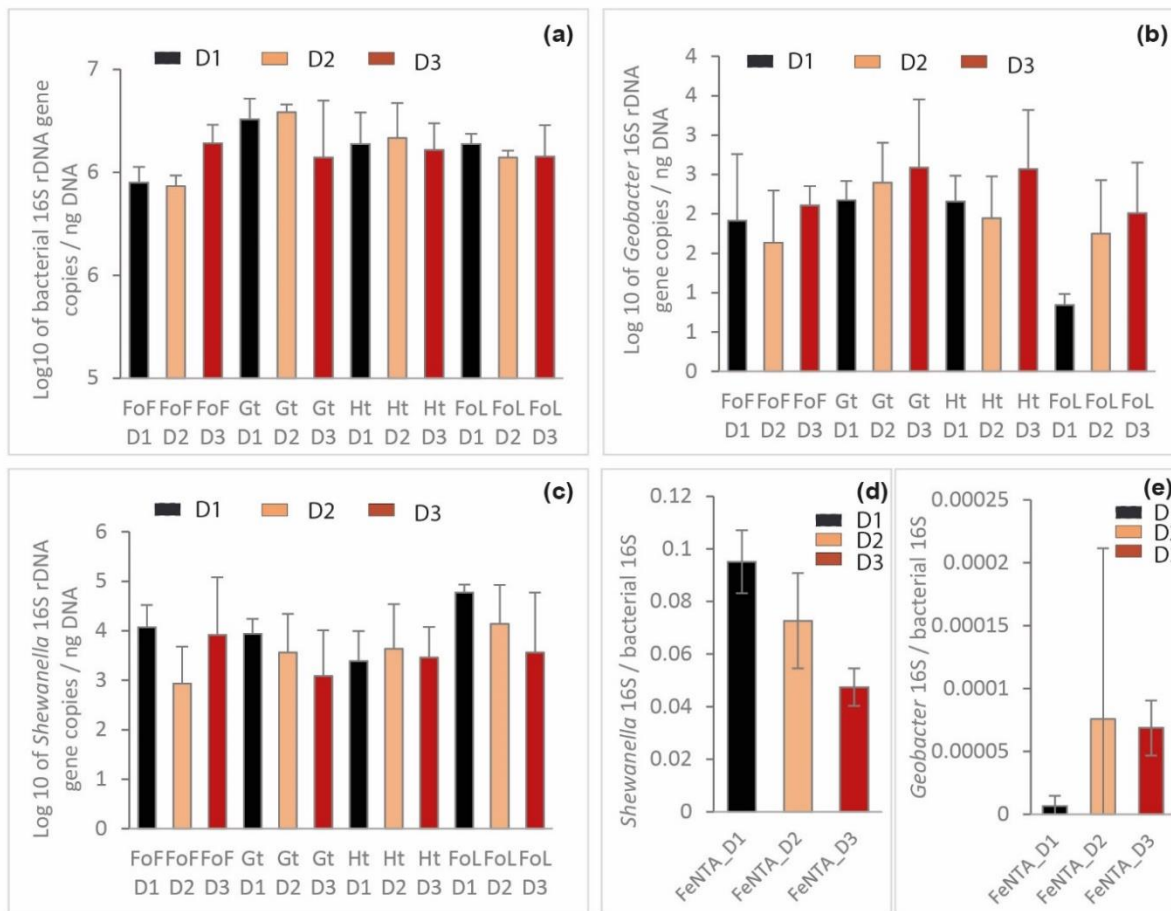 (a)
D1 D2 D3
Log10 of bacterial 16S rDNA gene
copies / ng DNA
7
6
6
5
FoF FoF FoF Gt Gt Gt Ht Ht Ht FoL FoL FoL
D1 D2 D3 D1 D2 D3 D1 D2 D3 D1 D2 D3
(b)
D1 D2 D3
Log 10 of Geobacter 16S rDNA
gene copies / ng DNA
4
4
3
3
2
2
1
1
0
FoF FoF FoF Gt Gt Gt Ht Ht Ht FoL FoL FoL
D1 D2 D3 D1 D2 D3 D1 D2 D3 D1 D2 D3
(c)
D1 D2 D3
Log 10 of Shewanella 16S rDNA
gene copies / ng DNA
6
5
4
3
2
1
0
FoF FoF FoF Gt Gt Gt Ht Ht Ht FoL FoL FoL
D1 D2 D3 D1 D2 D3 D1 D2 D3 D1 D2 D3
(d)
D1
D2
D3
Shewanella 16S / bacterial 16S
0.12
0.1
0.08
0.06
0.04
0.02
0
FeNTA_D1 FeNTA_D2 FeNTA_D3
(e)
Geobacter 16S / bacterial 16S
0.00025
0.0002
0.00015
0.0001
0.00005
0
FeNTA_D1 FeNTA_D2 FeNTA_D3